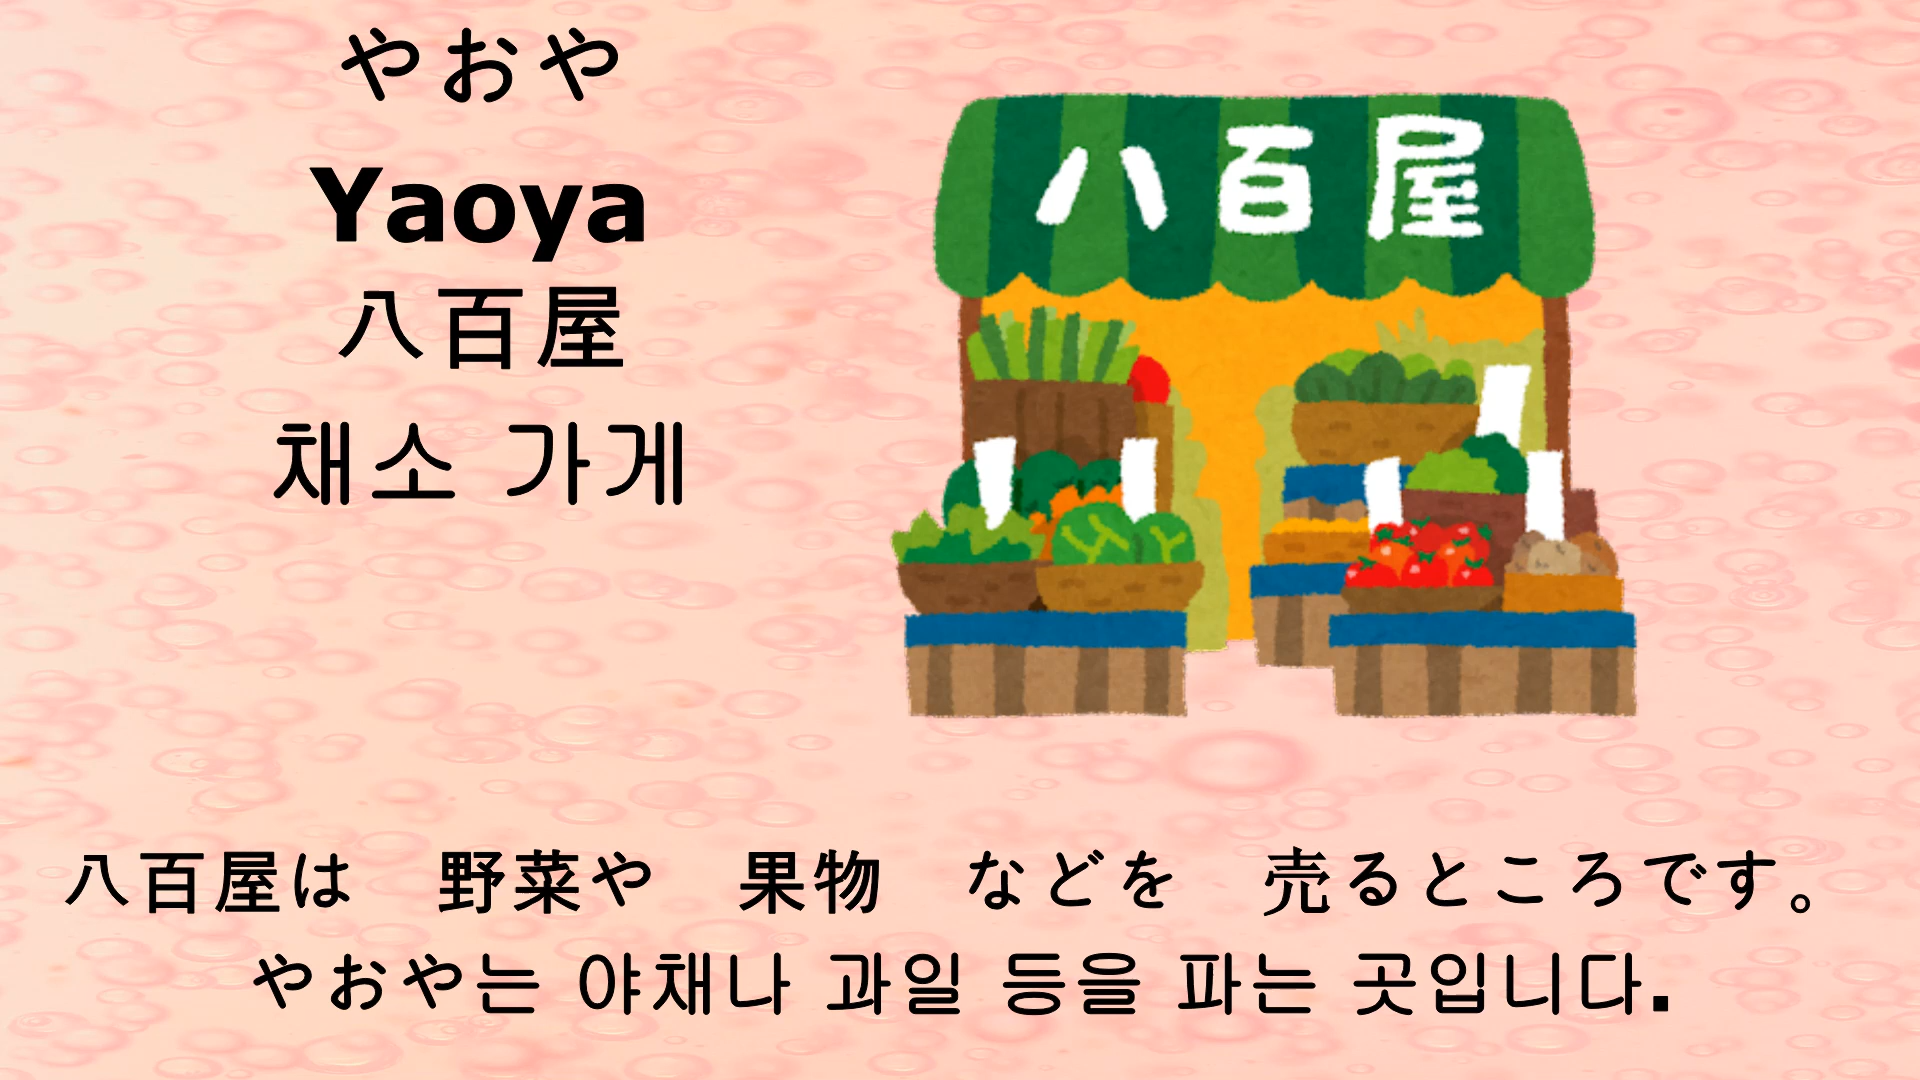 やおや
Yaoya
八百屋
채소 가게
八百屋
八百屋は　野菜や　果物　などを　売るところです。
やおや는 야채나 과일 등을 파는 곳입니다.